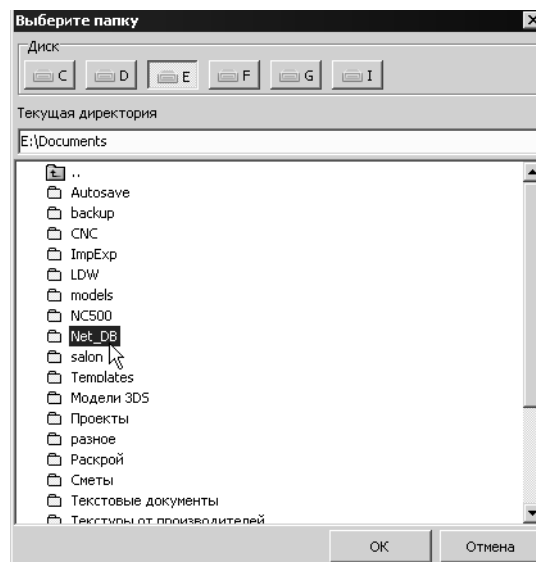 Выберите папку
Диск
C D E F G I
Текущая директория
E:\Documents
..
Autosave
backup
CNC
ImpExp
LDW
models
NC500
Net_DB
salon
Templates
Модели 3DS
Проекты
разное
Раскрой
Сметы
Текстовые документы
Текстуры от производителей
OK Отмена